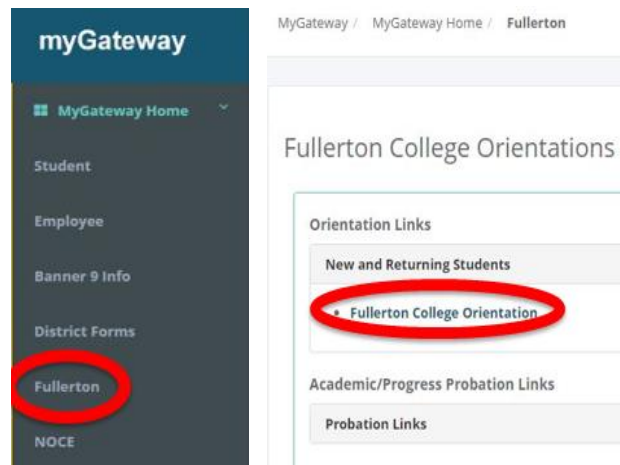 myGateway
MyGateway Home
Student
Employee
Banner 9 Info
District Forms
Fullerton
NOCE
MyGateway / MyGateway Home / Fullerton
Fullerton College Orientations
Orientation Links
New and Returning Students
• Fullerton College Orientation
Academic/Progress Probation Links
Probation Links